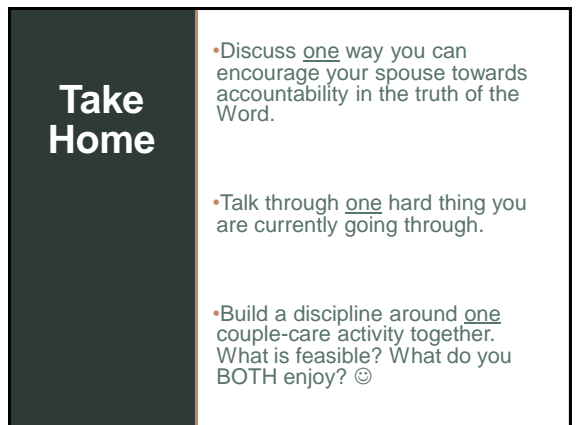 Take
Home
•Discuss one way you can
encourage your spouse towards
accountability in the truth of the
Word.
•Talk through one hard thing you
are currently going through.
•Build a discipline around one
couple-care activity together.
What is feasible? What do you
BOTH enjoy? ☺